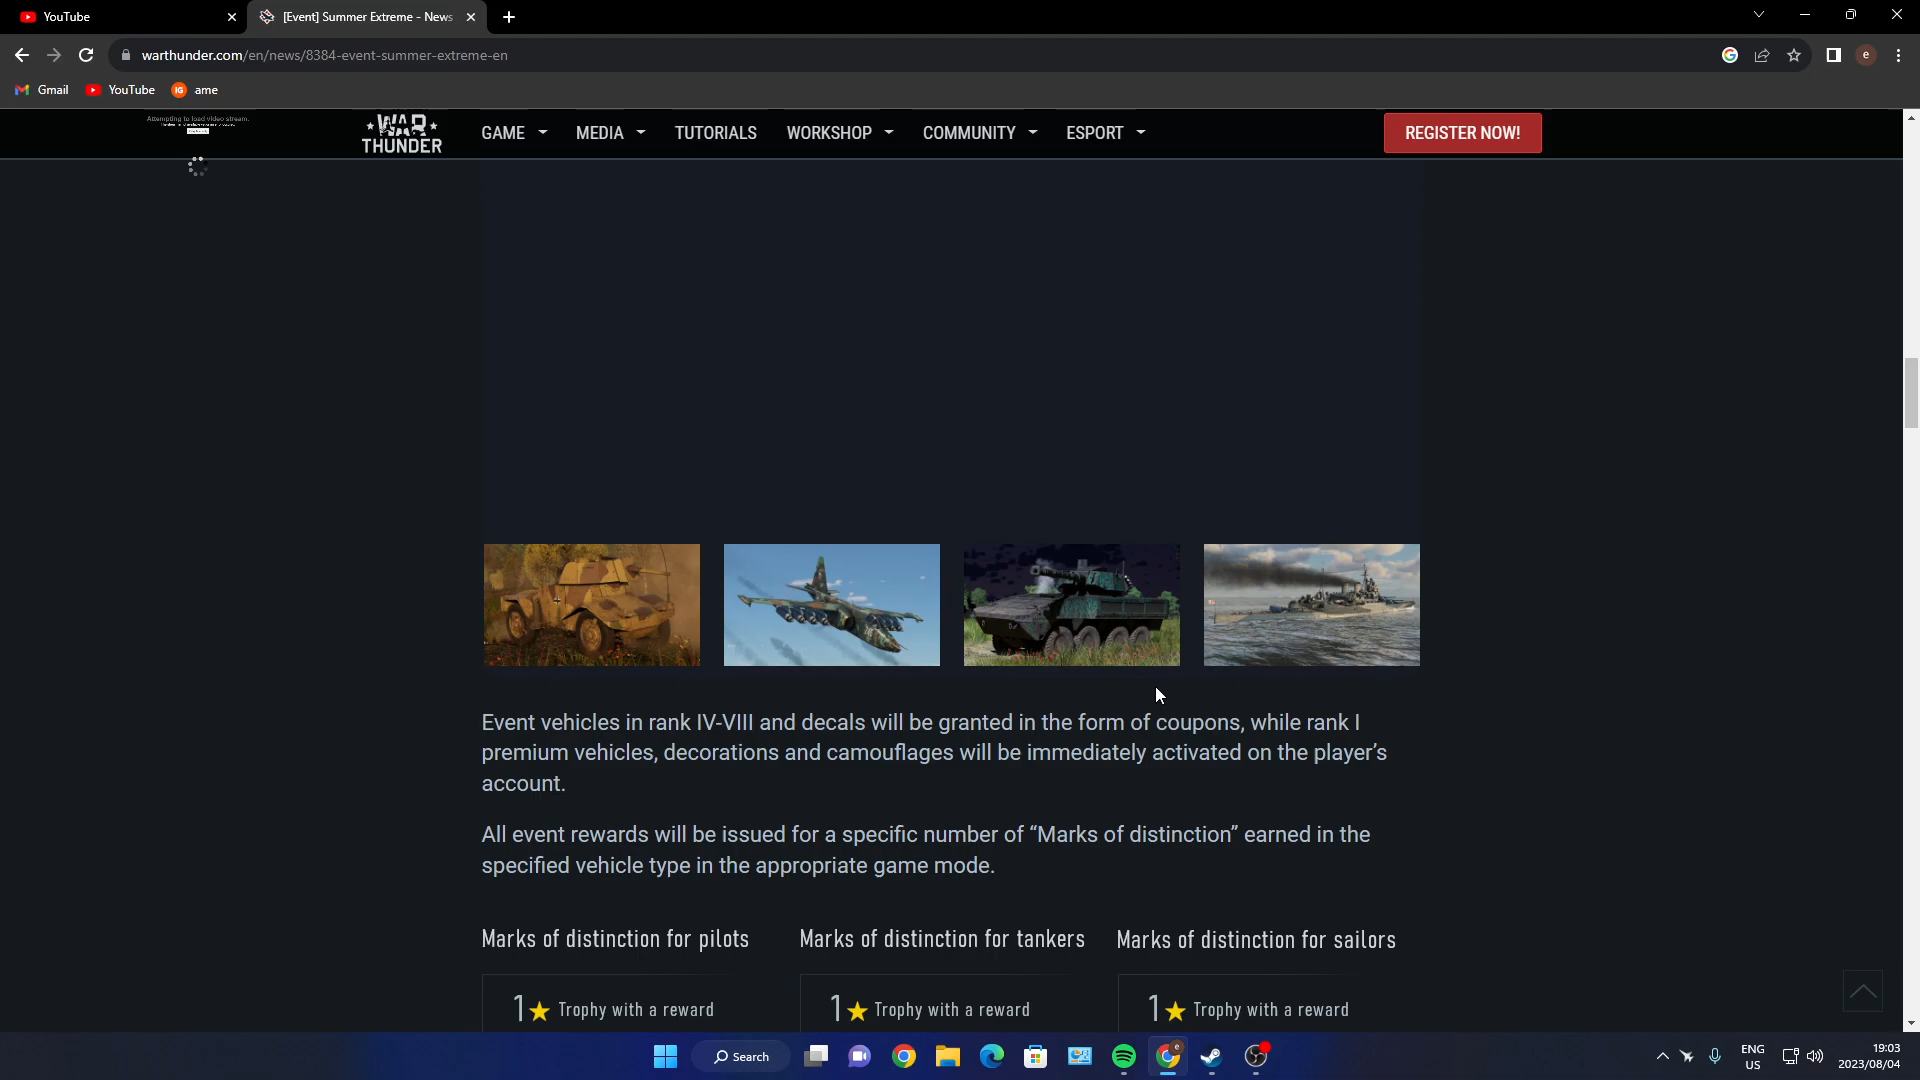 YouTube
[Event] Summer Extreme - News
warthunder.com/en/news/8384-event-summer-extreme-en
e
Gmail
YouTube
IG
ame
Attempting to load video stream.
WAR THUNDER
GAME
MEDIA
TUTORIALS
WORKSHOP
COMMUNITY
ESPORT
REGISTER NOW!
Event vehicles in rank IV-VIII and decals will be granted in the form of coupons, while rank I
premium vehicles, decorations and camouflages will be immediately activated on the player's
account.
All event rewards will be issued for a specific number of “Marks of distinction” earned in the
specified vehicle type in the appropriate game mode.
Marks of distinction for pilots
Marks of distinction for tankers
Marks of distinction for sailors
1 Trophy with a reward
1 Trophy with a reward
1 Trophy with a reward
Search
e
ENG
US
19:03
2023/08/04